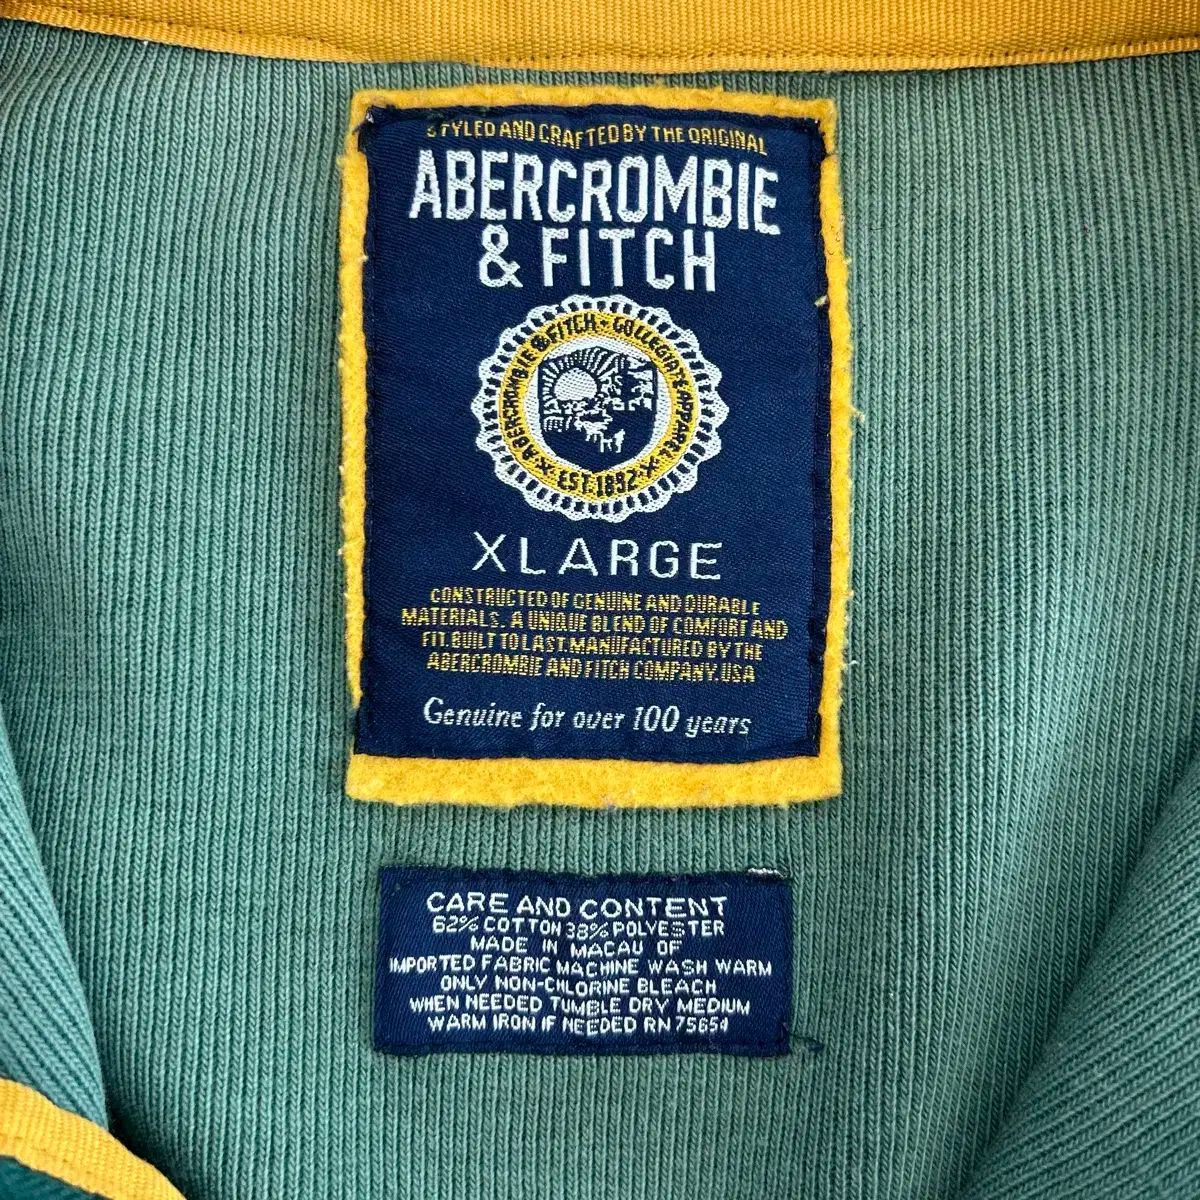 STYLED AND CRAFTED BY THE ORIGINAL
ABERCROMBIE
& FITCH
ABERCROMBIE & FITCH · COLLEGIATE APPAREL
EST. 1892
XLARGE
CONSTRUCTED OF GENUINE AND DURABLE
MATERIALS. A UNIQUE BLEND OF COMFORT AND
FIT. BUILT TO LAST. MANUFACTURED BY THE
ABERCROMBIE AND FITCH COMPANY. USA
Genuine for over 100 years
CARE AND CONTENT
62% COTTON 38% POLYESTER
MADE IN MACAU OF
IMPORTED FABRIC MACHINE WASH WARM
ONLY NON-CHLORINE BLEACH
WHEN NEEDED TUMBLE DRY MEDIUM
WARM IRON IF NEEDED RN 75654